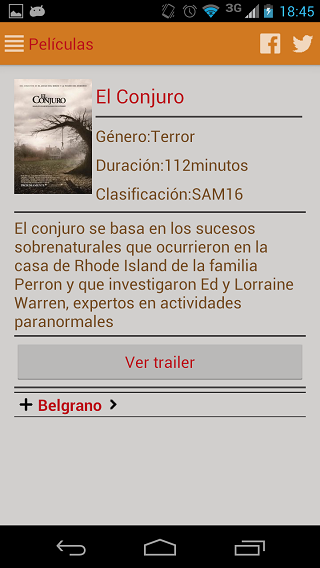 3G 18:45
Películas
EL CONJURO
El Conjuro
Género:Terror
Duración:112minutos
Clasificación:SAM16
El conjuro se basa en los sucesos
sobrenaturales que ocurrieron en la
casa de Rhode Island de la familia
Perron y que investigaron Ed y Lorraine
Warren, expertos en actividades
paranormales
Ver trailer
+ Belgrano >